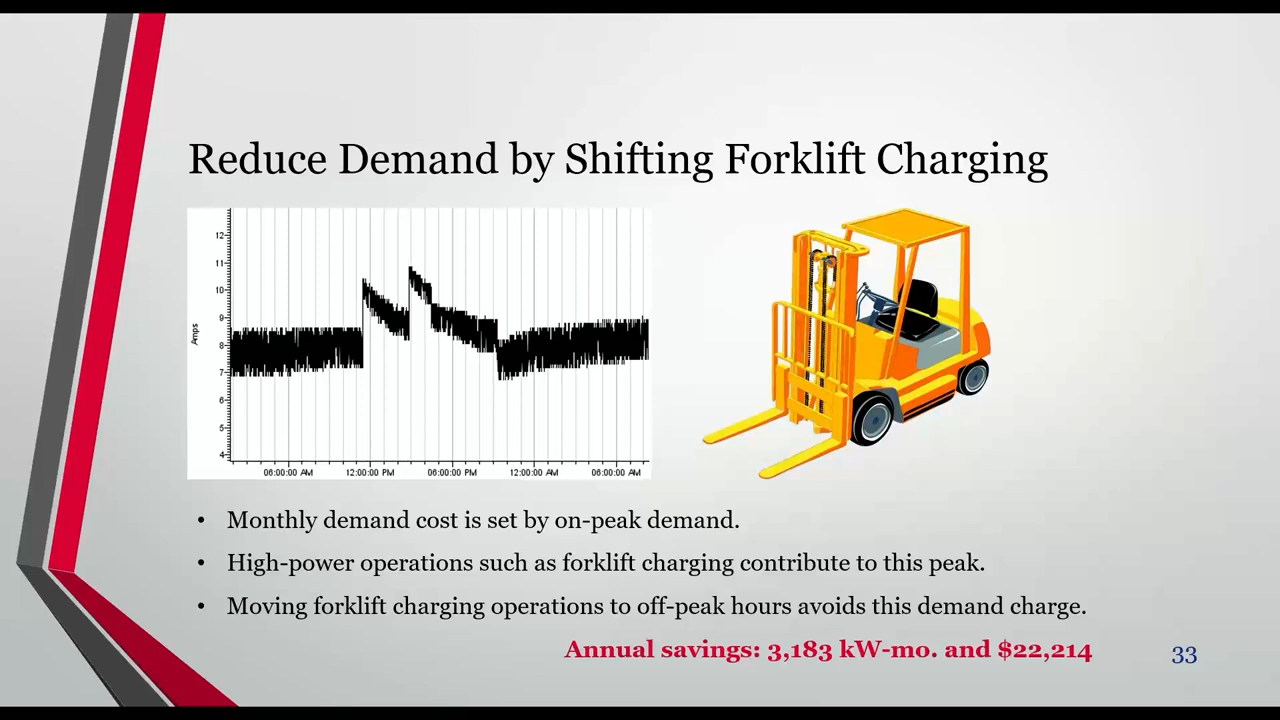 Reduce Demand by Shifting Forklift Charging
12
11
10
9
8
7
6
5
4
Amps
06:00:00 AM 12:00:00 PM 06:00:00 PM 12:00:00 AM 06:00:00 AM
• Monthly demand cost is set by on-peak demand.
• High-power operations such as forklift charging contribute to this peak.
• Moving forklift charging operations to off-peak hours avoids this demand charge.
Annual savings: 3,183 kW-mo. and $22,214
33